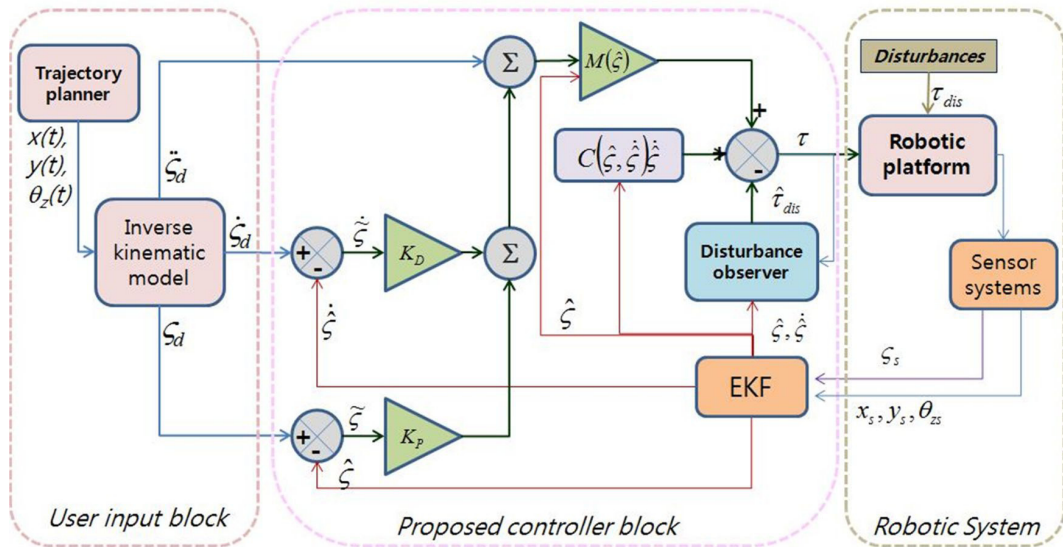 Trajectory
planner
x(t),
y(t),
θz(t)
ς̈d
Inverse
kinematic
model
ς̇d
ςd
User input block
Σ
M(ς̂)
C(ς̂, ς̂̇)ς̂̇
+
+
-
τ
τ̂dis
+
-
ς̃̇
KD
Σ
ς̂̇
Disturbance
observer
ς̂
ς̂, ς̂̇
EKF
+
-
ς̃
KP
ς̂
Proposed controller block
Disturbances
τdis
Robotic
platform
Sensor
systems
ςs
xs, ys, θzs
Robotic System